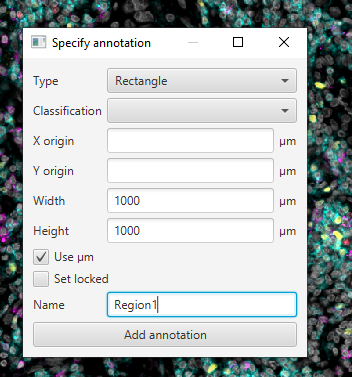 Specify annotation
Type Rectangle
Classification
X origin µm
Y origin µm
Width 1000 µm
Height 1000 µm
Use µm
Set locked
Name Region1
Add annotation